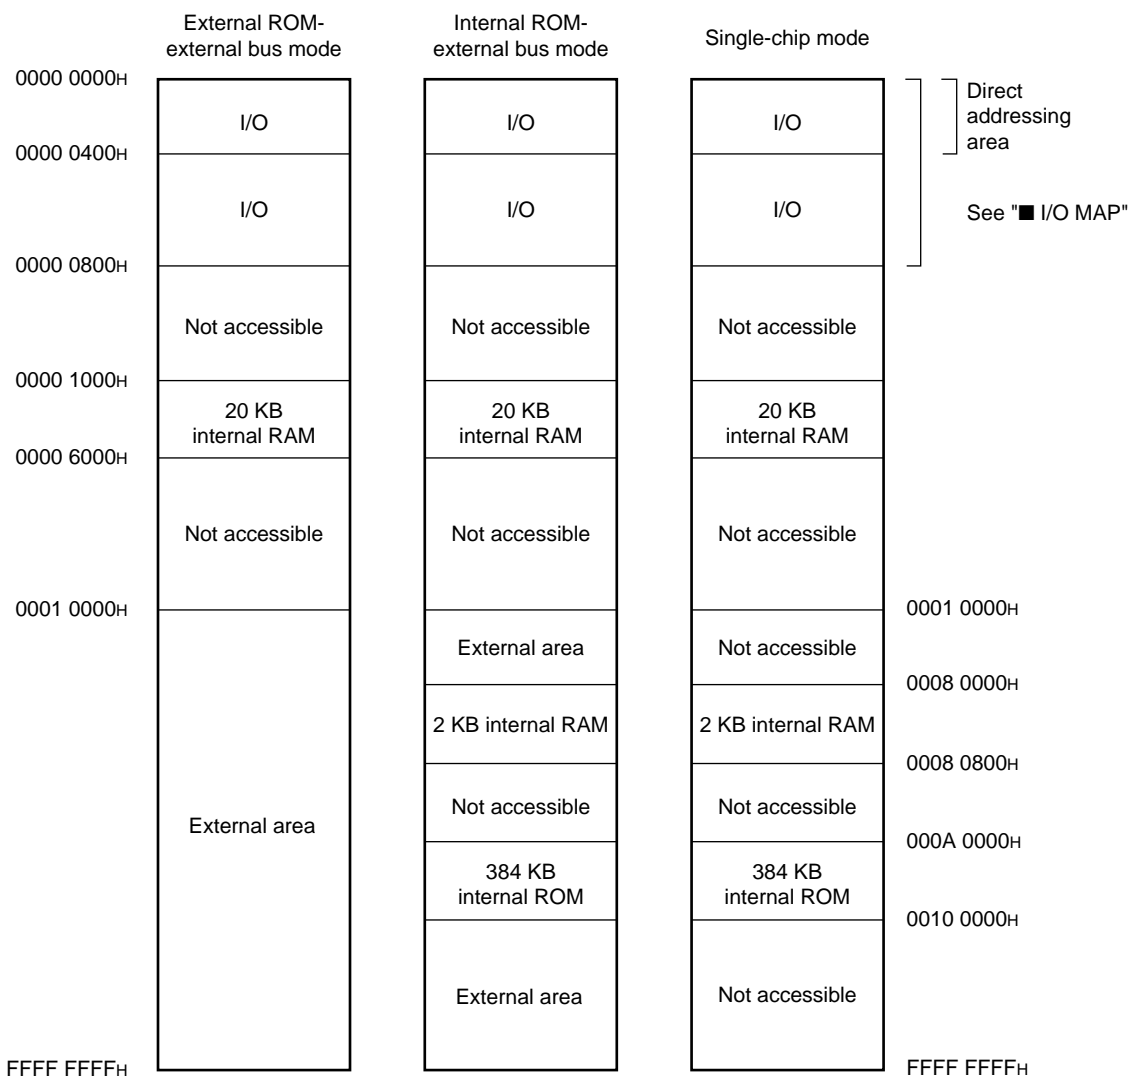 External ROM-
external bus mode
Internal ROM-
external bus mode
Single-chip mode
0000 0000H
I/O
I/O
I/O
Direct
addressing
area
0000 0400H
I/O
I/O
I/O
See "■ I/O MAP"
0000 0800H
Not accessible
Not accessible
Not accessible
0000 1000H
20 KB
internal RAM
20 KB
internal RAM
20 KB
internal RAM
0000 6000H
Not accessible
Not accessible
Not accessible
0001 0000H
0001 0000H
External area
Not accessible
0008 0000H
2 KB internal RAM
2 KB internal RAM
0008 0800H
External area
Not accessible
Not accessible
000A 0000H
384 KB
internal ROM
384 KB
internal ROM
0010 0000H
External area
Not accessible
FFFF FFFFH
FFFF FFFFH